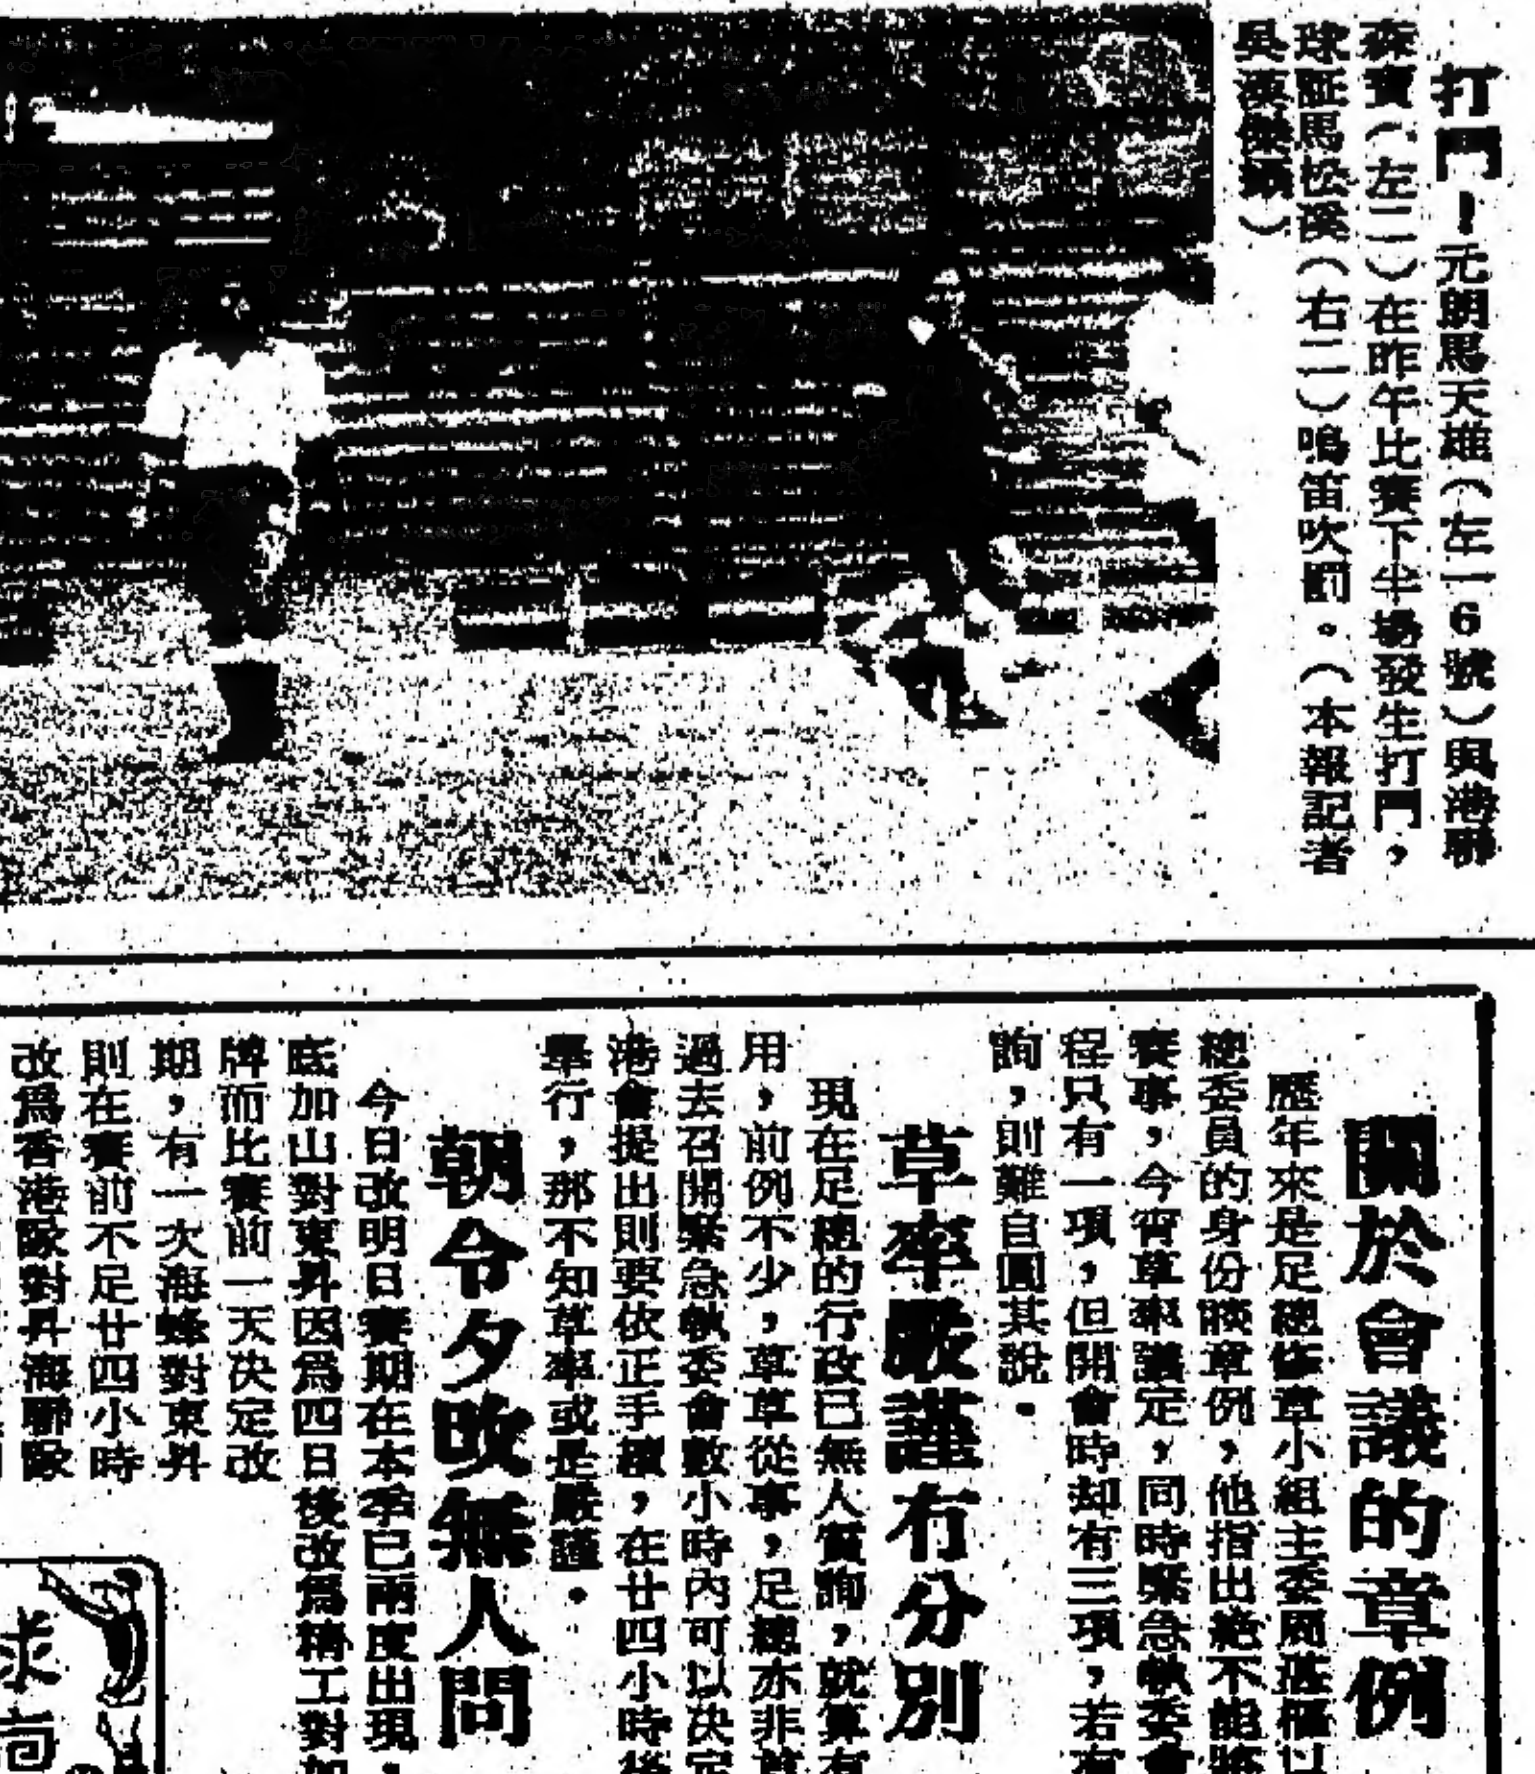 打鬥！元朗馬天雄（左一6號）與港聯
森寶（左二）在昨午比賽下半場發生打鬥，
球証馬松溪（右二）鳴笛吹罰。（本報記者
吳漢傑攝）
關於會議的章例
歷年來是足總修章小組主委周湛樞以
總委員的身份談章例，他指出絶不能將
賽事，今宵草率議定，同時緊急執委會
程只有一項，但開會時却有三項，若有
詢，則難自圓其說。
草率嚴謹冇分別
現在足總的行政已無人質詢，就算有
用，前例不少，草草從事，足總亦非首
過去召開緊急執委會數小時內可以決定
港會提出則要依正手續，在廿四小時後
舉行，那不知草率或是嚴謹。
朝令夕改無人問
今日改明日賽期在本季已兩度出現，
底加山對東昇因爲四日後改爲精工對加
牌而比賽前一天決定改
期，有一次海蜂對東昇
則在賽前不足廿四小時
改爲香港隊對昇海聯隊
球